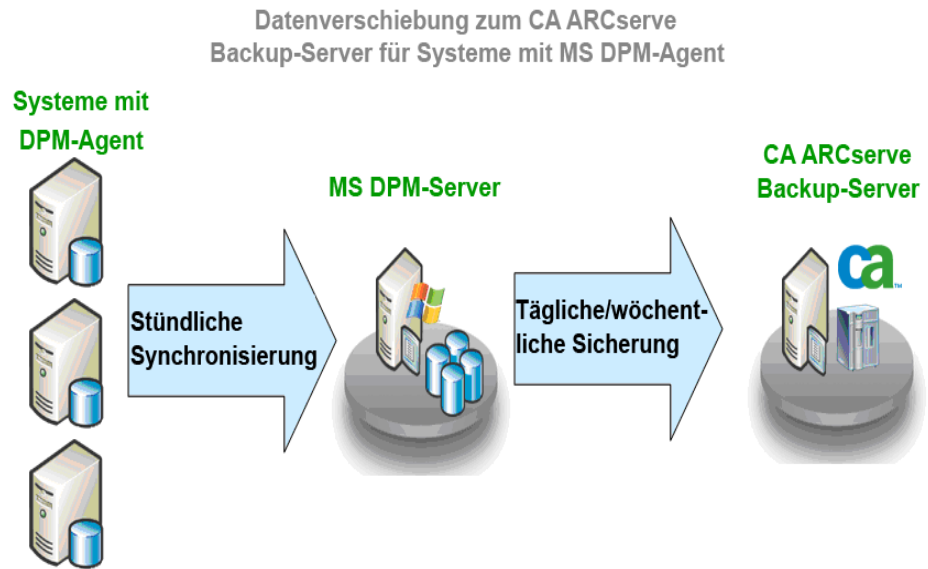 Datenverschiebung zum CA ARCserve
Backup-Server für Systeme mit MS DPM-Agent
Systeme mit
DPM-Agent
MS DPM-Server
CA ARCserve
Backup-Server
Stündliche
Synchronisierung
Tägliche/wöchent-
liche Sicherung
ca
TM